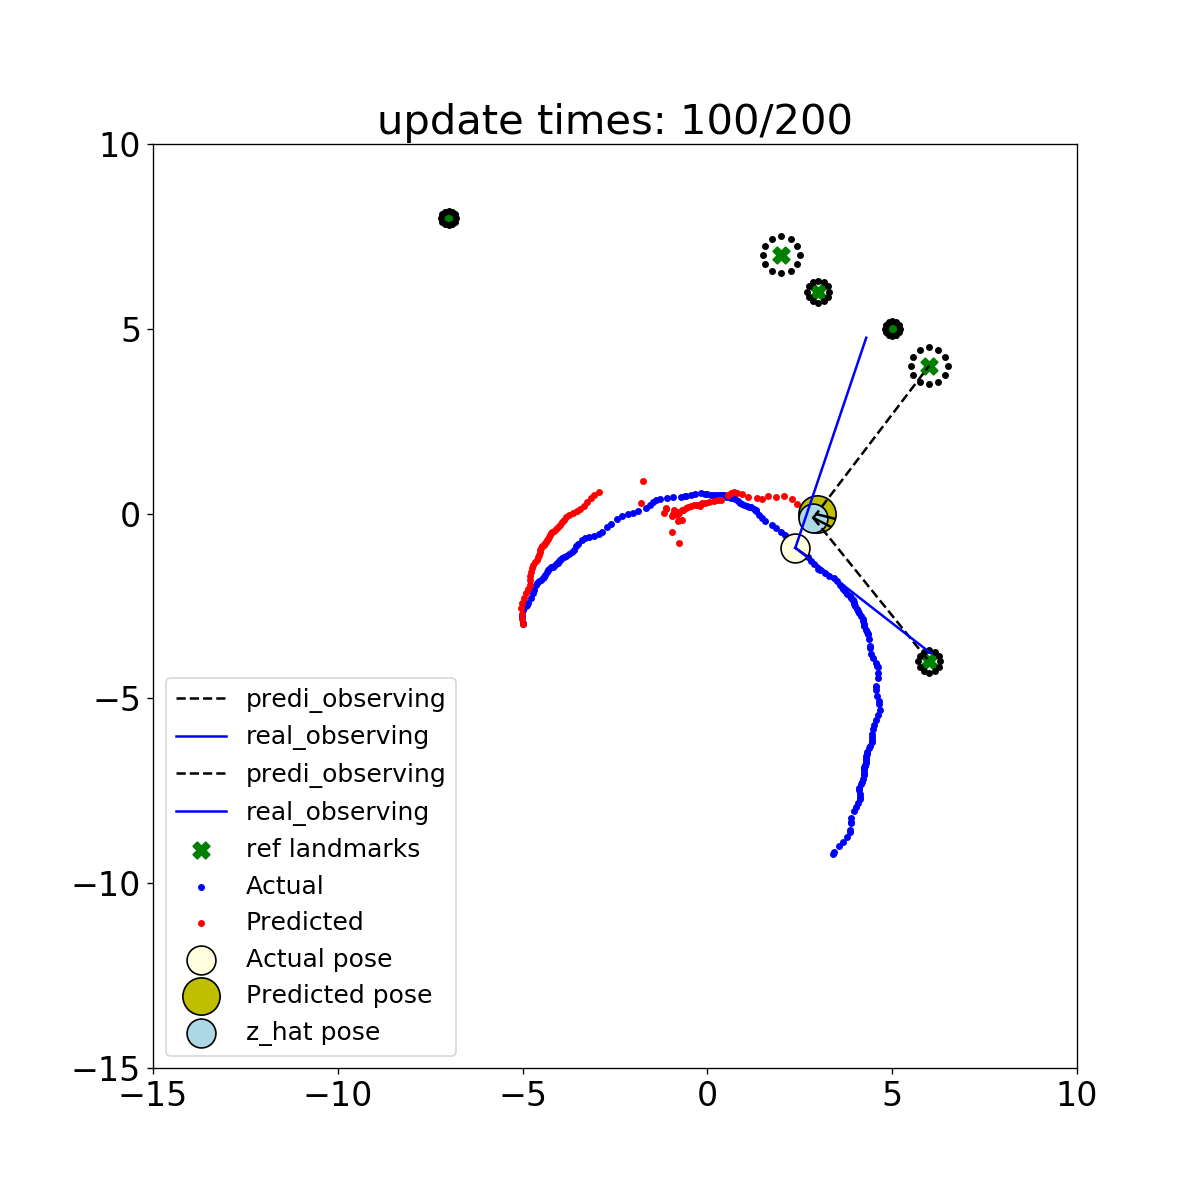 update times: 100/200
10
5
0
−5
−10
−15
−15
−10
−5
0
5
10
predi_observing
real_observing
predi_observing
real_observing
ref landmarks
Actual
Predicted
Actual pose
Predicted pose
z_hat pose